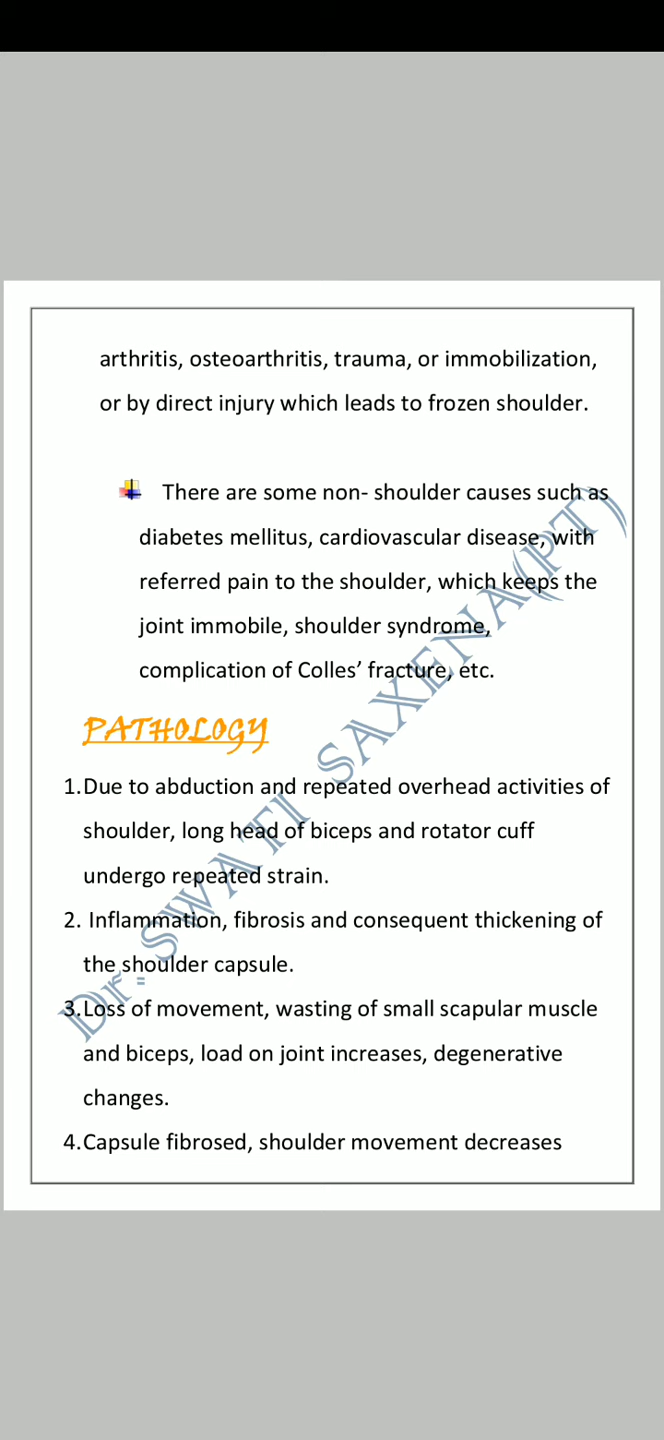 arthritis, osteoarthritis, trauma, or immobilization,
or by direct injury which leads to frozen shoulder.
There are some non- shoulder causes such as
diabetes mellitus, cardiovascular disease, with
referred pain to the shoulder, which keeps the
joint immobile, shoulder syndrome,
complication of Colles’ fracture, etc.
PATHOLOGY
1.Due to abduction and repeated overhead activities of
shoulder, long head of biceps and rotator cuff
undergo repeated strain.
2. Inflammation, fibrosis and consequent thickening of
the shoulder capsule.
3.Loss of movement, wasting of small scapular muscle
and biceps, load on joint increases, degenerative
changes.
4.Capsule fibrosed, shoulder movement decreases
Dr. SWATI SAXENA(PT)